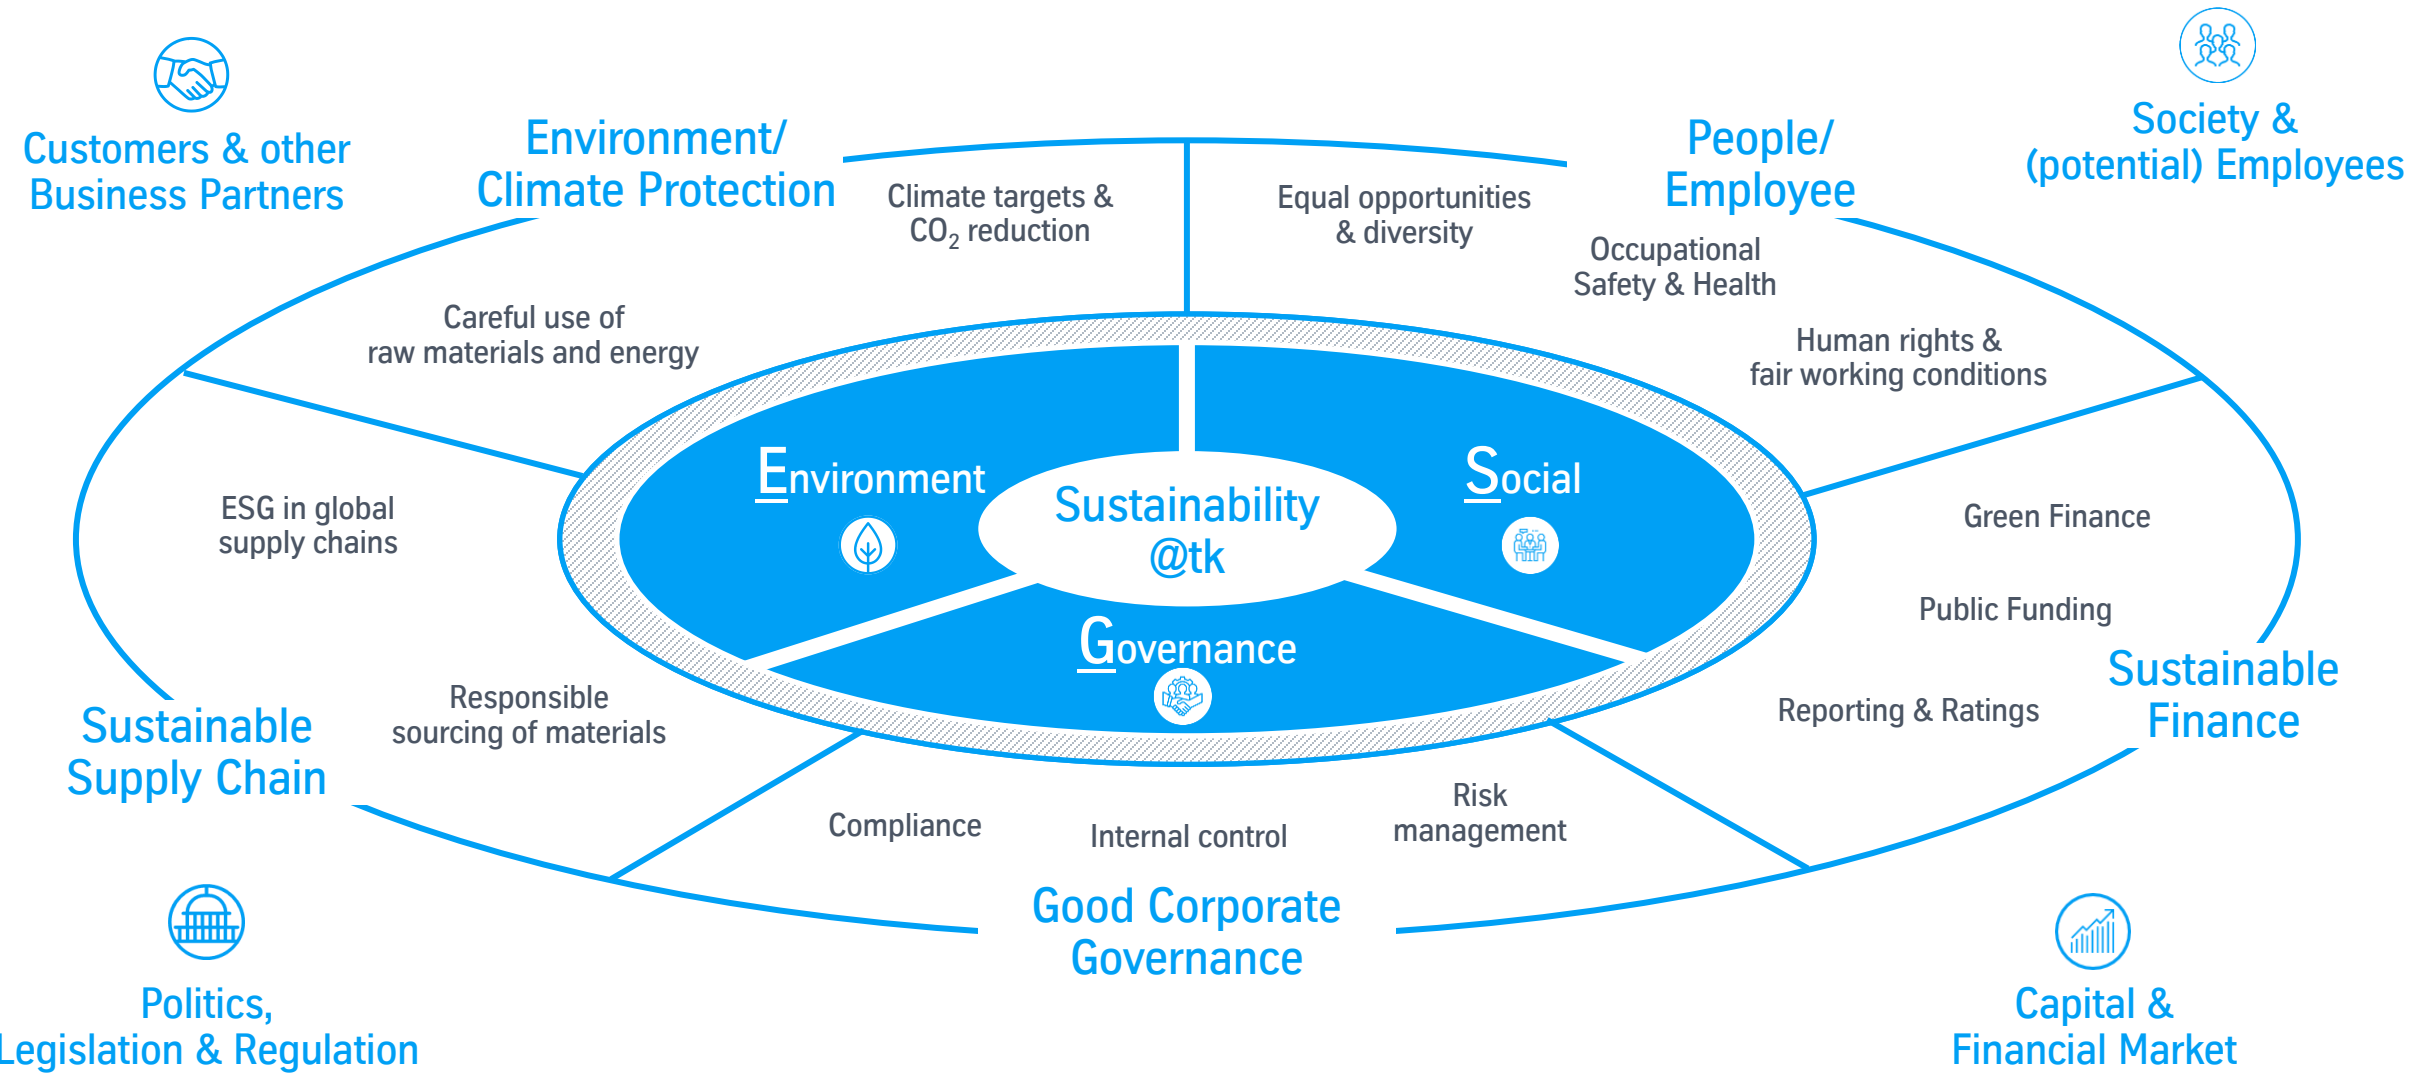 Customers & other
Business Partners
Environment/
Climate Protection
People/
Employee
Society &
(potential) Employees
Climate targets &
CO₂ reduction
Equal opportunities
& diversity
Occupational
Safety & Health
Careful use of
raw materials and energy
Human rights &
fair working conditions
Environment
Sustainability
@tk
Social
ESG in global
supply chains
Green Finance
Public Funding
Governance
Responsible
sourcing of materials
Reporting & Ratings
Sustainable
Finance
Sustainable
Supply Chain
Compliance
Internal control
Risk
management
Good Corporate
Governance
Politics,
Legislation & Regulation
Capital &
Financial Market